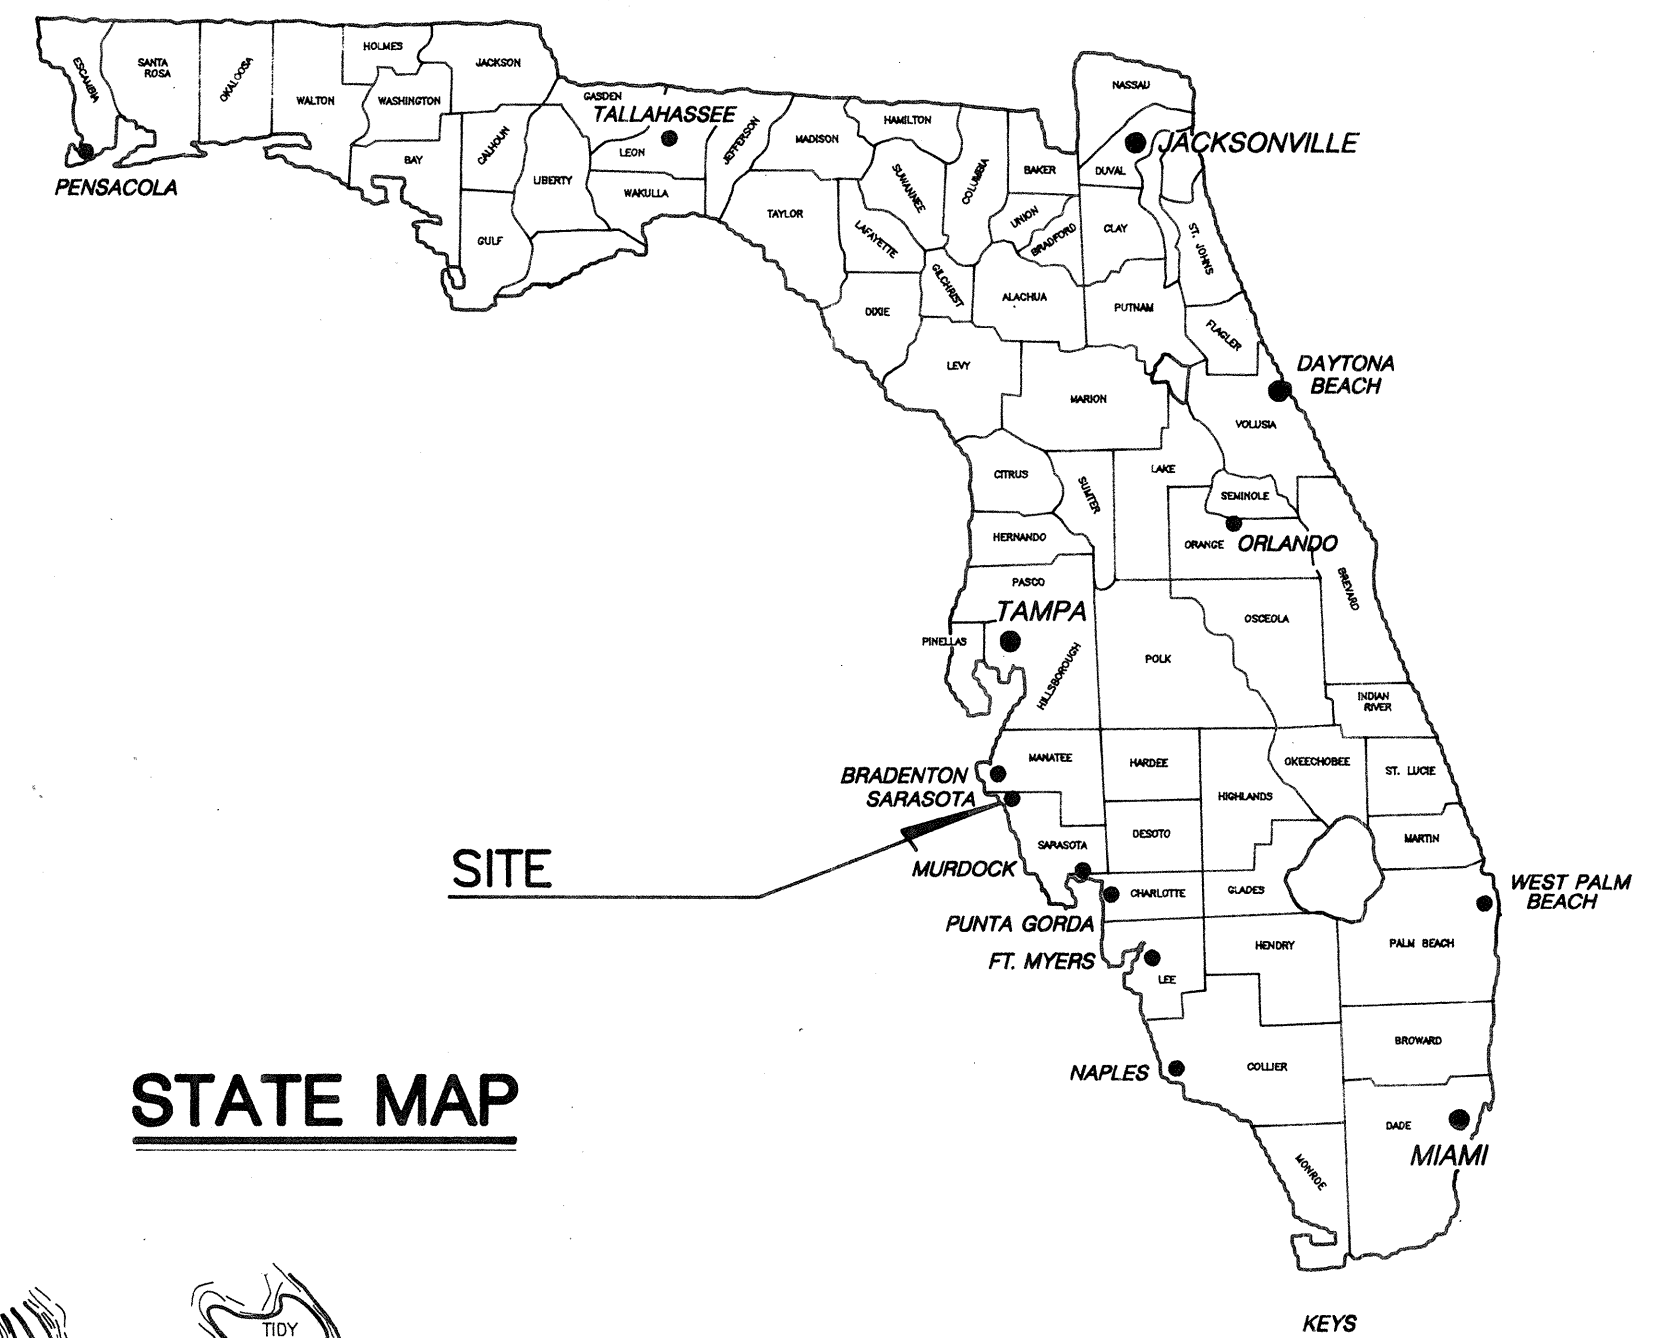 HOLMES
SANTA
ROSA
JACKSON
ESCAMBIA
OKALOOSA
WALTON
WASHINGTON
GASDEN
TALLAHASSEE
NASSAU
HAMILTON
MADISON
JEFFERSON
JACKSONVILLE
CALHOUN
LEON
BAY
PENSACOLA
LIBERTY
WAKULLA
SUWANNEE
COLUMBIA
BAKER
DUVAL
TAYLOR
LAFAYETTE
UNION
BRADFORD
CLAY
ST. JOHNS
GULF
GILCHRIST
ALACHUA
PUTNAM
DIXIE
FLAGLER
LEVY
DAYTONA
BEACH
MARION
VOLUSIA
CITRUS
SUMTER
LAKE
SEMINOLE
HERNANDO
ORANGE
ORLANDO
PASCO
BREVARD
TAMPA
OSCEOLA
PINELLAS
POLK
HILLSBOROUGH
INDIAN
RIVER
MANATEE
HARDEE
OKEECHOBEE
ST. LUCIE
BRADENTON
SARASOTA
HIGHLANDS
DESOTO
MARTIN
SARASOTA
SITE
MURDOCK
CHARLOTTE
GLADES
WEST PALM
BEACH
PUNTA GORDA
HENDRY
PALM BEACH
FT. MYERS
LEE
BROWARD
NAPLES
COLLIER
STATE MAP
DADE
MIAMI
MONROE
KEYS
TIDY